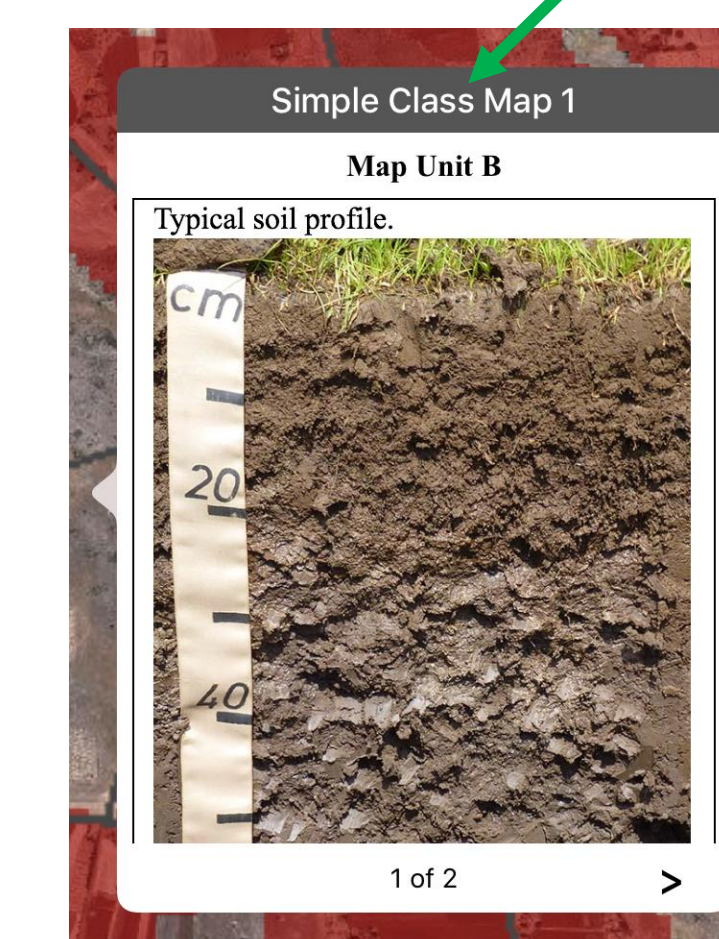 Simple Class Map 1
Map Unit B
Typical soil profile.
cm
20
40
1 of 2
>